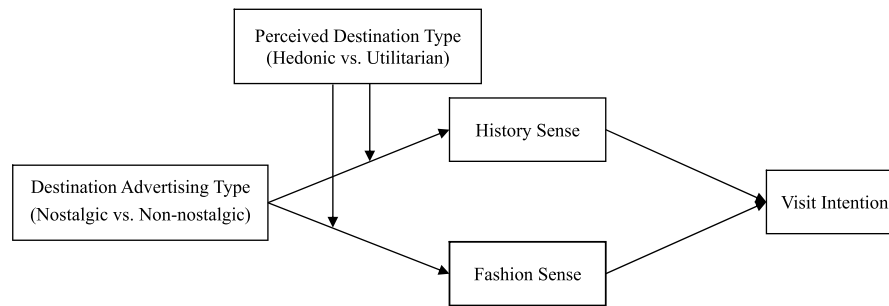 Perceived Destination Type
(Hedonic vs. Utilitarian)
History Sense
Destination Advertising Type
(Nostalgic vs. Non-nostalgic)
Visit Intention
Fashion Sense